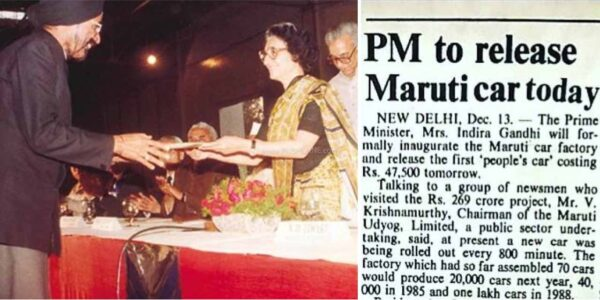 PM to release
Maruti car today
NEW DELHI, Dec. 13. — The Prime
Minister, Mrs. Indira Gandhi will for-
mally inaugurate the Maruti car factory
and release the first 'people's car' costing
Rs. 47,500 tomorrow.
Talking to a group of newsmen who
visited the Rs. 269 crore project, Mr. V.
Krishnamurthy, Chairman of the Maruti
Udyog, Limited, a public sector under-
taking, said, at present a new car was
being rolled out every 800 minute. The
factory which had so far assembled 70 cars
would produce 20,000 cars next year, 40,
000 in 1985 and one lakh cars in 1988.